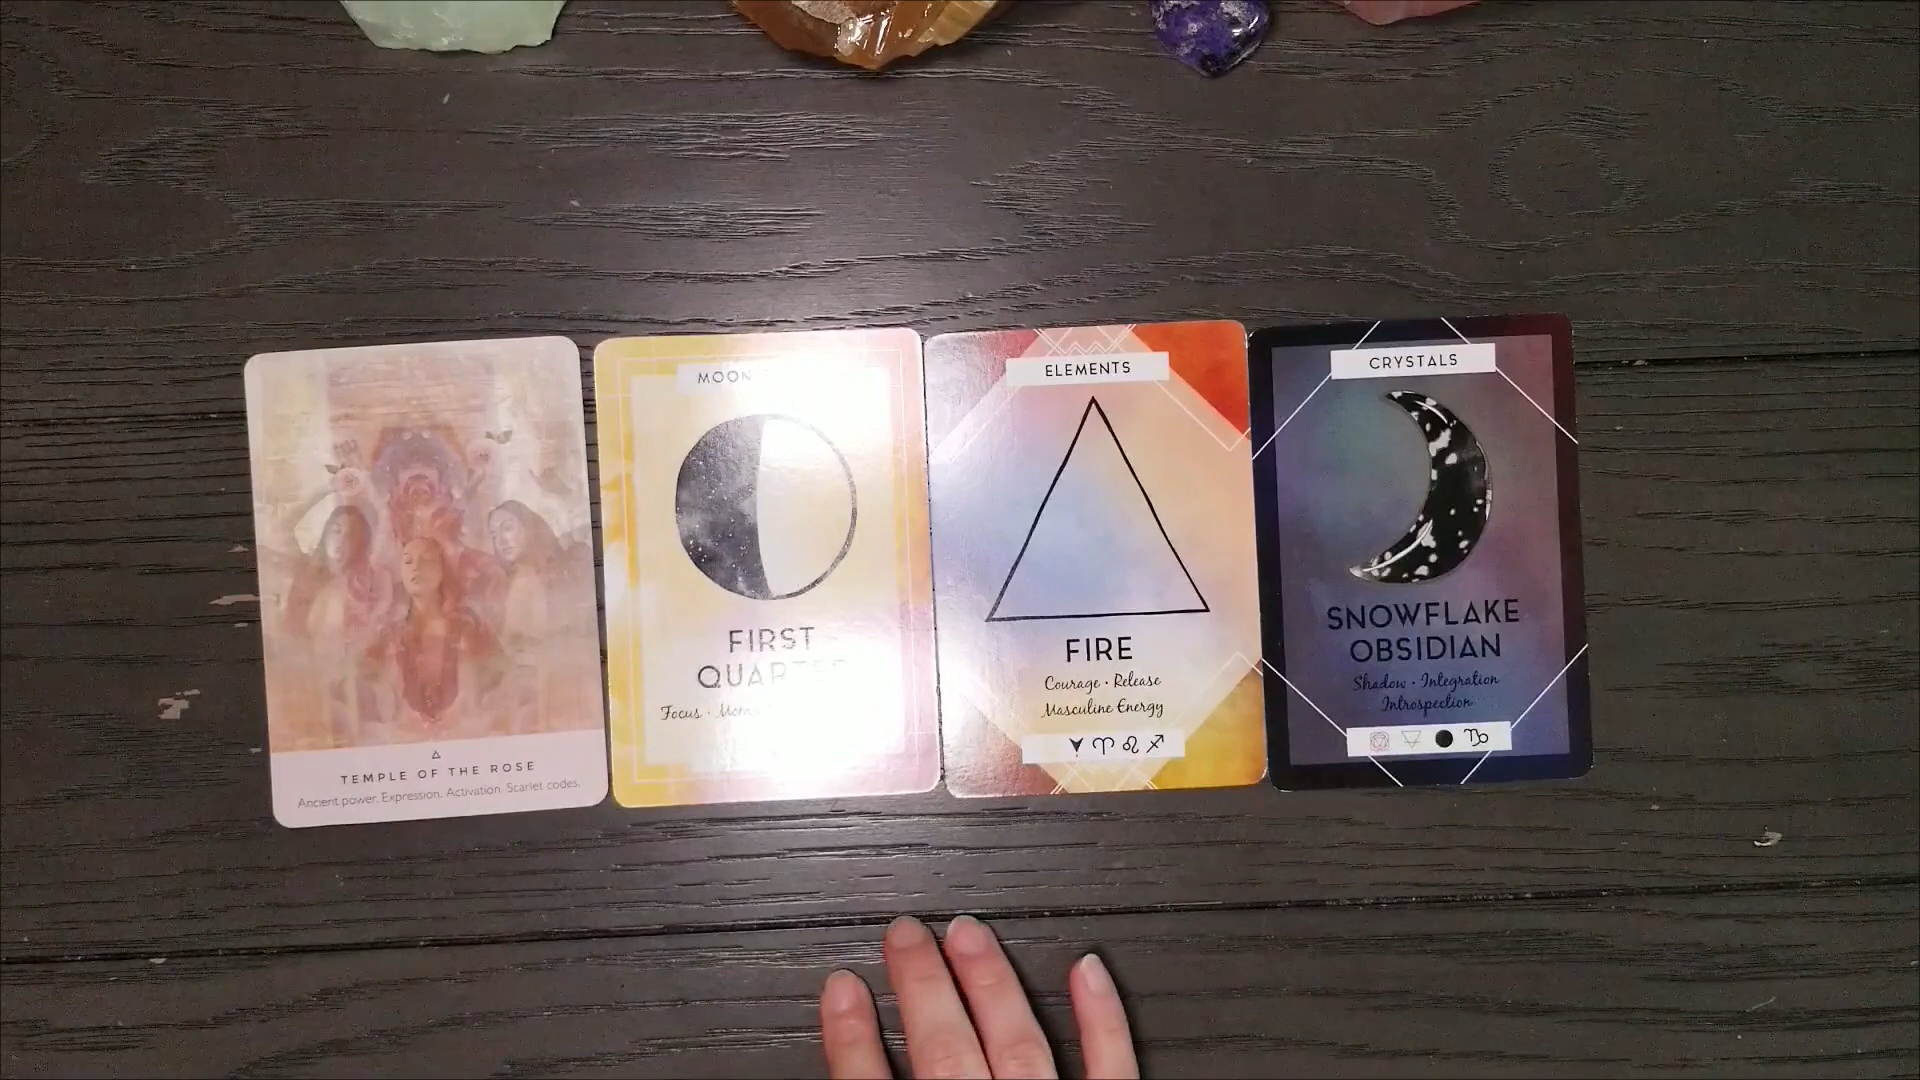 TEMPLE OF THE ROSE
Ancient power. Expression. Activation. Scarlet codes.
MOON
FIRST
Focus ·
ELEMENTS
FIRE
Courage · Release
Masculine Energy
CRYSTALS
SNOWFLAKE
OBSIDIAN
Shadow · Integration
Introspection